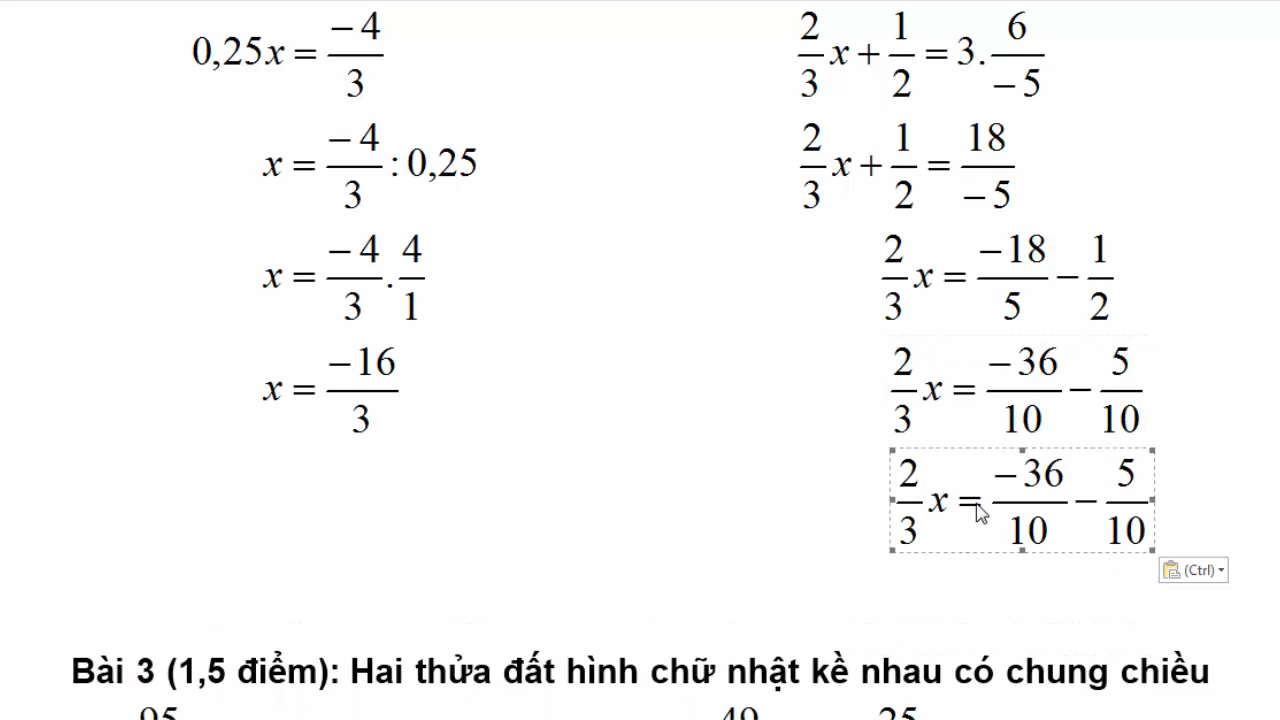 0,25x = -4/3
x = -4/3 : 0,25
x = -4/3 . 4/1
x = -16/3
2/3 x + 1/2 = 3. 6/-5
2/3 x + 1/2 = 18/-5
2/3 x = -18/5 - 1/2
2/3 x = -36/10 - 5/10
2/3 x = -36/10 - 5/10
(Ctrl)
Bài 3 (1,5 điểm): Hai thửa đất hình chữ nhật kề nhau có chung chiều
95 49 25